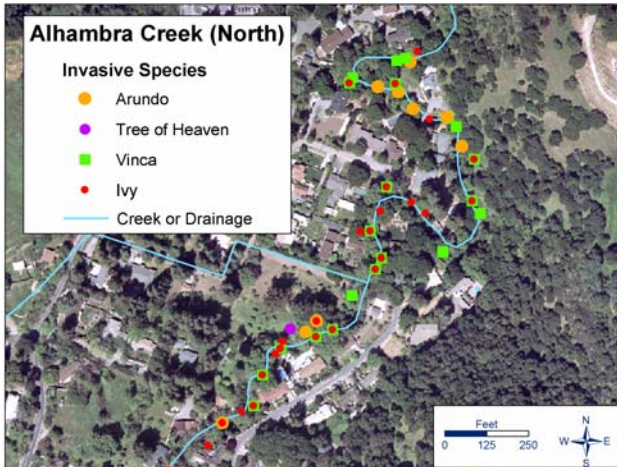 Alhambra Creek (North)
Invasive Species
Arundo
Tree of Heaven
Vinca
Ivy
Creek or Drainage
Feet
0 125 250
N
W E
S